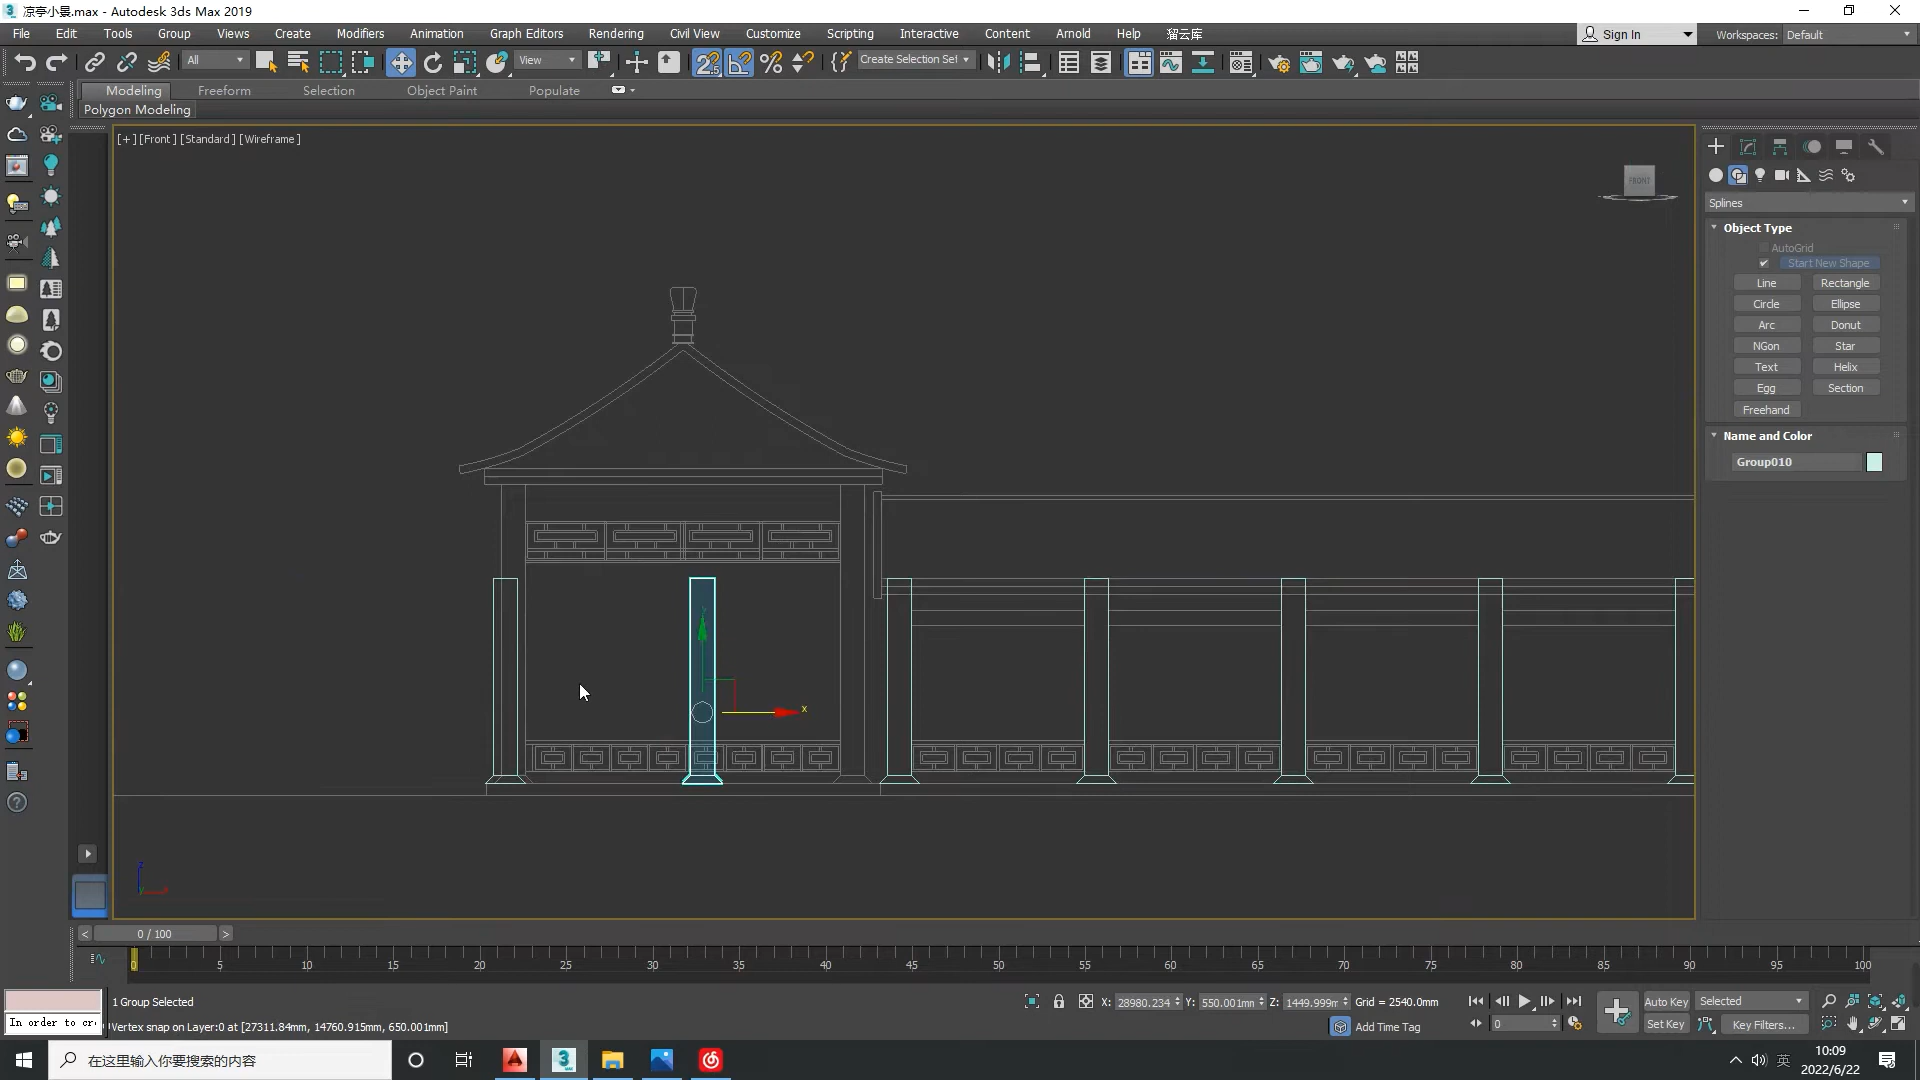 凉亭小景.max - Autodesk 3ds Max 2019
File Edit Tools Group Views Create Modifiers Animation Graph Editors Rendering Civil View Customize Scripting Interactive Content Arnold Help 溜云库
Sign In Workspaces: Default
All View Create Selection Set
Modeling Freeform Selection Object Paint Populate
Polygon Modeling
[+] [Front] [Standard] [Wireframe]
FRONT
Splines
Object Type
AutoGrid
Start New Shape
Line Rectangle
Circle Ellipse
Arc Donut
NGon Star
Text Helix
Egg Section
Freehand
Name and Color
Group010
y
x
z
y
< 0 / 100 >
0 5 10 15 20 25 30 35 40 45 50 55 60 65 70 75 80 85 90 95 100
1 Group Selected X: 28980.234 Y: 550.001mm Z: 1449.999m Grid = 2540.0mm Auto Key Selected
In order to cr Vertex snap on Layer:0 at [27311.84mm, 14760.915mm, 650.001mm] Add Time Tag 0 Set Key Key Filters...
在这里输入你要搜索的内容
英
10:09
2022/6/22